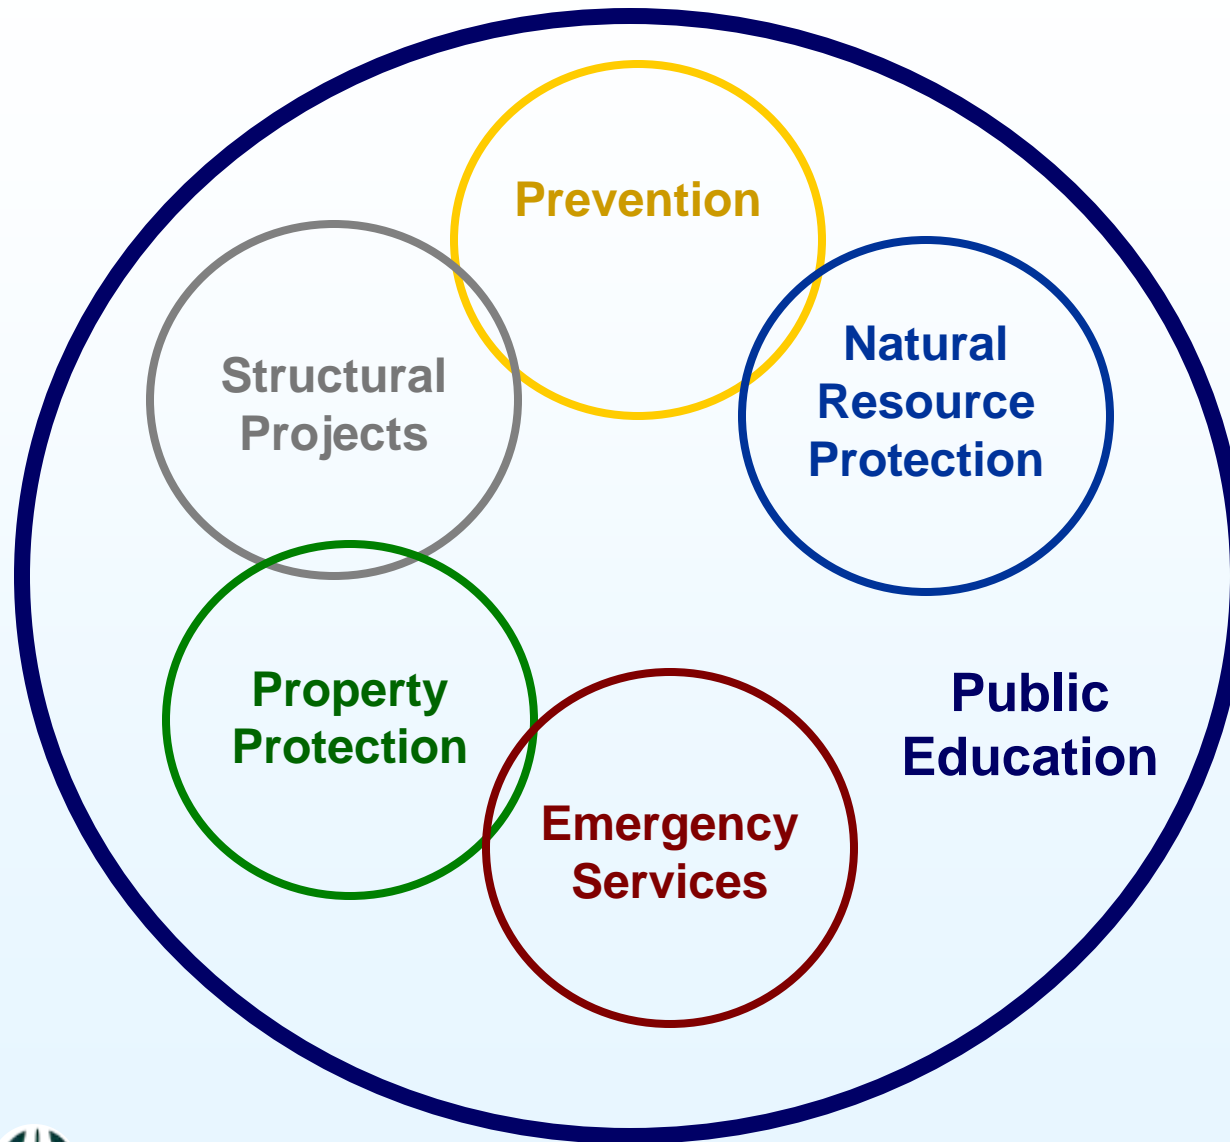 Prevention
Structural
Projects
Natural
Resource
Protection
Property
Protection
Public
Education
Emergency
Services